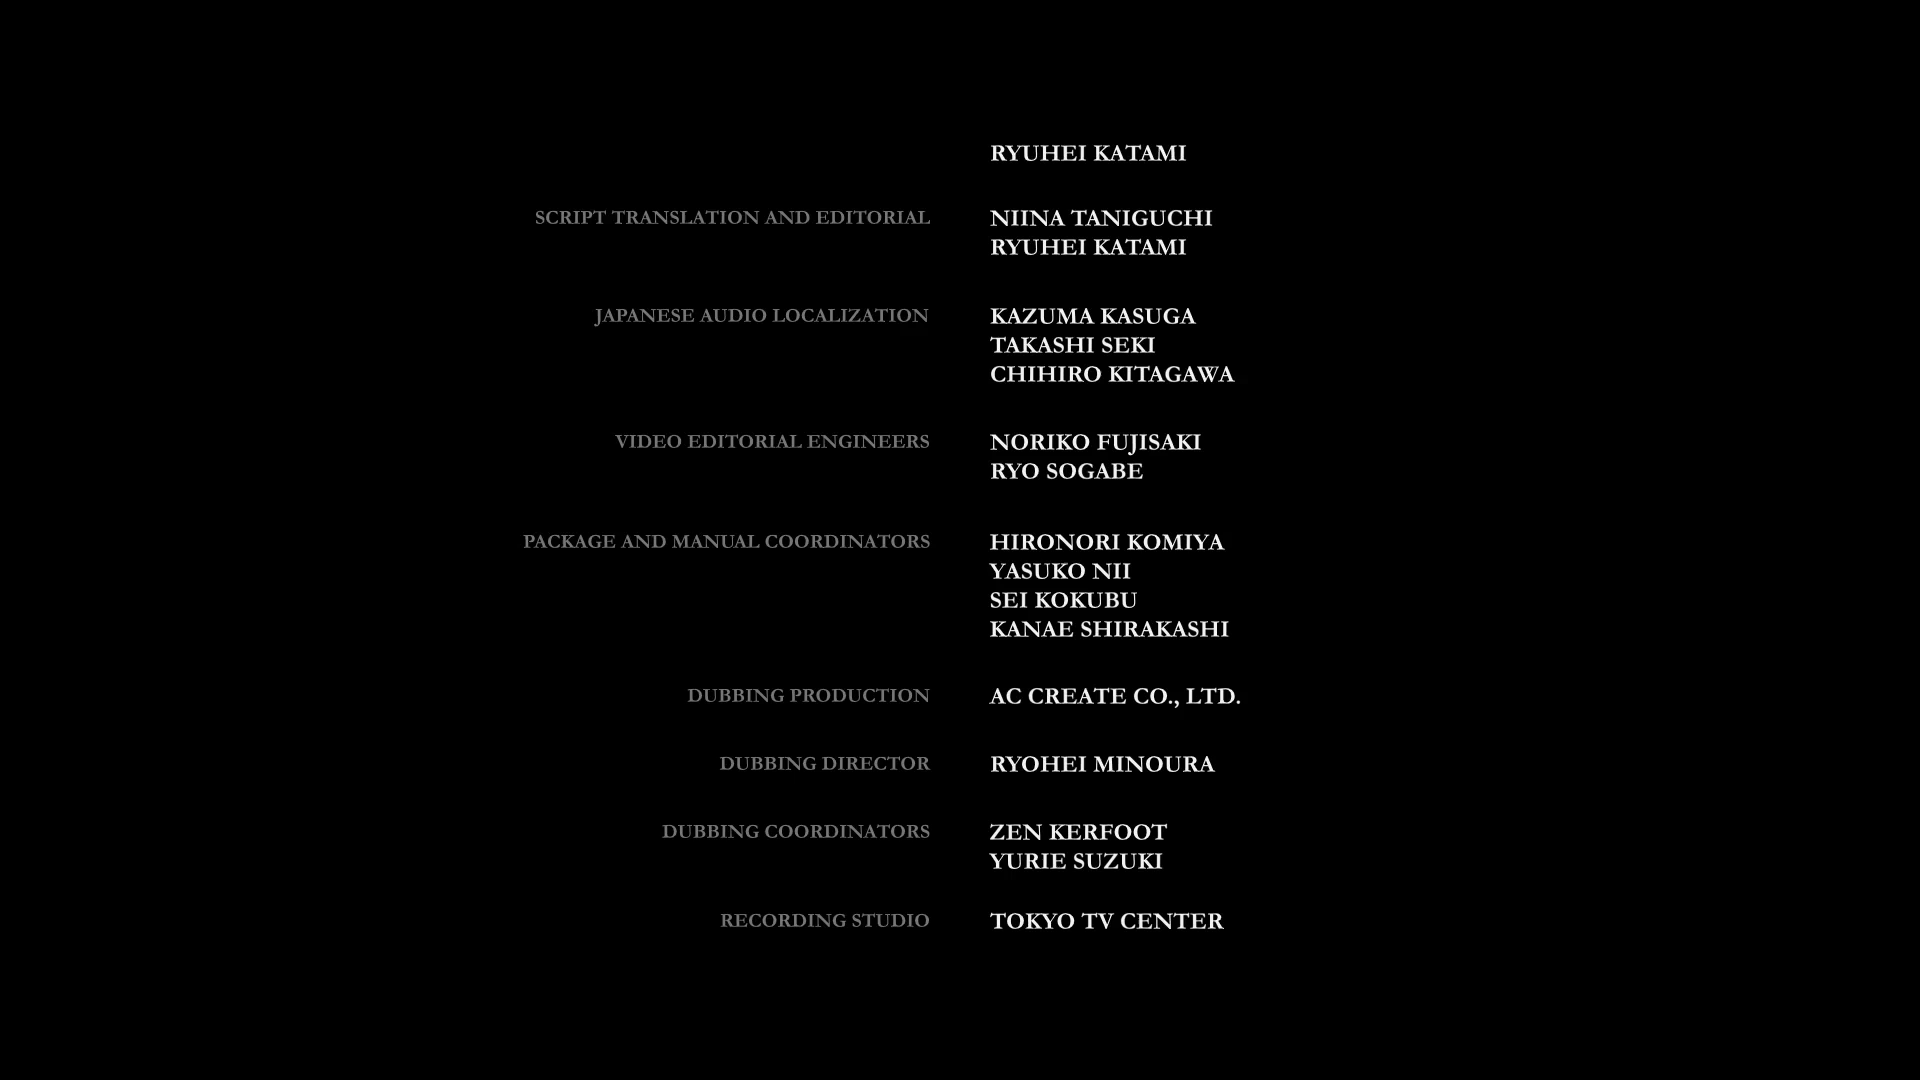 RYUHEI KATAMI
SCRIPT TRANSLATION AND EDITORIAL NIINA TANIGUCHI
RYUHEI KATAMI
JAPANESE AUDIO LOCALIZATION KAZUMA KASUGA
TAKASHI SEKI
CHIHIRO KITAGAWA
VIDEO EDITORIAL ENGINEERS NORIKO FUJISAKI
RYO SOGABE
PACKAGE AND MANUAL COORDINATORS HIRONORI KOMIYA
YASUKO NII
SEI KOKUBU
KANAE SHIRAKASHI
DUBBING PRODUCTION AC CREATE CO., LTD.
DUBBING DIRECTOR RYOHEI MINOURA
DUBBING COORDINATORS ZEN KERFOOT
YURIE SUZUKI
RECORDING STUDIO TOKYO TV CENTER